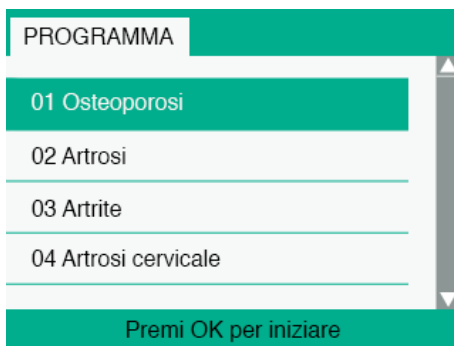 PROGRAMMA
01 Osteoporosi
02 Artrosi
03 Artrite
04 Artrosi cervicale
Premi OK per iniziare